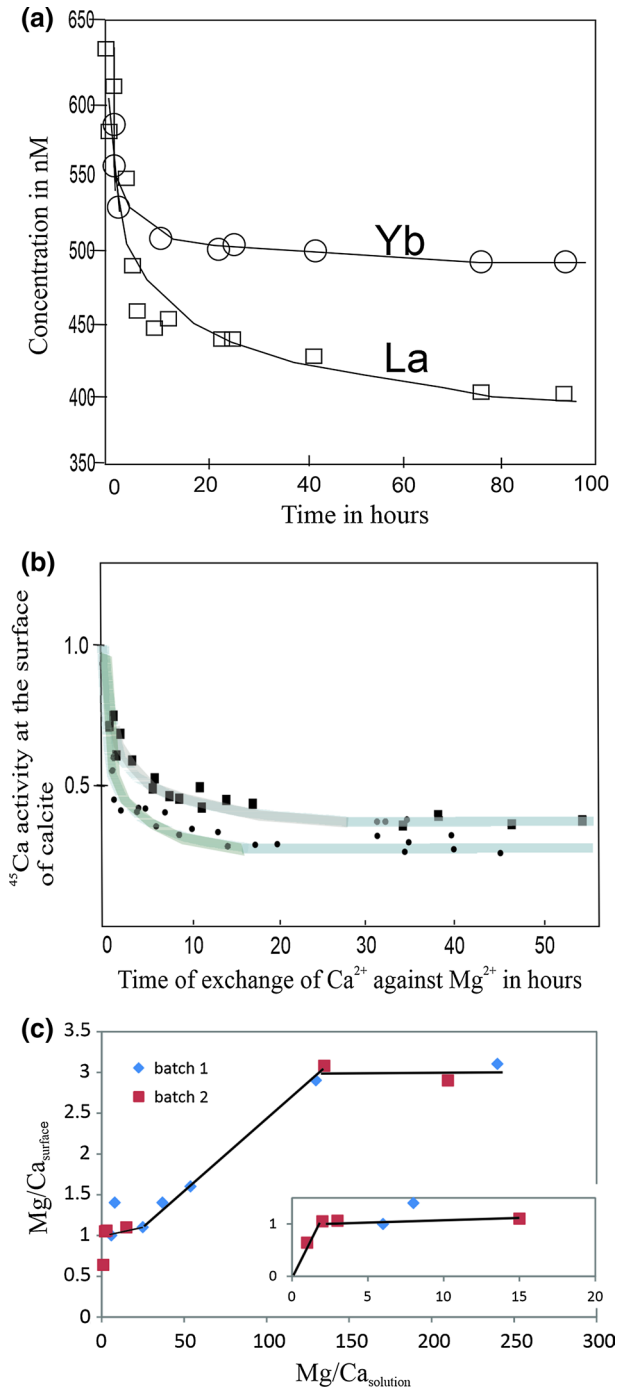 (a)
650
600
550
500
450
400
350
Concentration in nM
Yb
La
0 20 40 60 80 100
Time in hours
(b)
1.0
0.5
⁴⁵Ca activity at the surface
of calcite
0 10 20 30 40 50
Time of exchange of Ca²⁺ against Mg²⁺ in hours
(c)
3.5
3
2.5
2
1.5
1
0.5
0
Mg/Ca surface
batch 1
batch 2
1
0
0 5 10 15 20
0 50 100 150 200 250 300
Mg/Ca solution